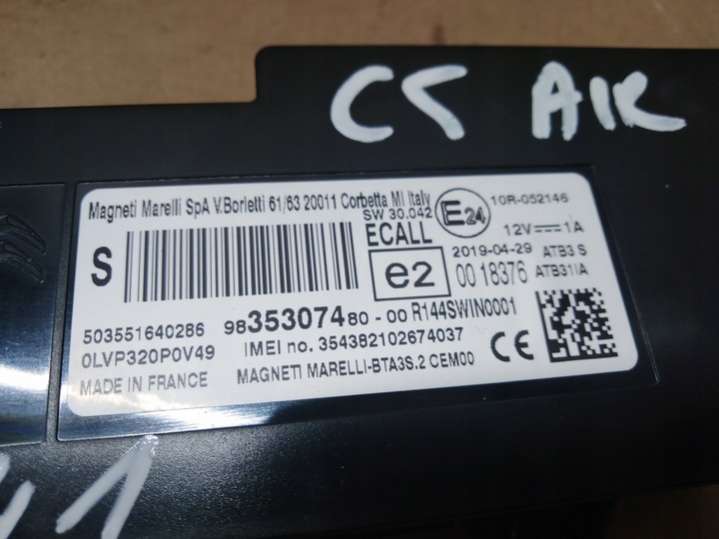 C5 AIR
Magneti Marelli SpA V.Borletti 61/63 20011 Corbetta MI Italy
SW 30.042
E24
10R-052146
S
ECALL
12V⎓1A
2019-04-29
ATB3 S
e2
00 18376
ATB31IA
503551640286
9835307480-00
R144SWIN0001
0LVP320P0V49
IMEI no. 354382102674037
CE
MADE IN FRANCE
MAGNETI MARELLI-BTA3S.2 CEM00